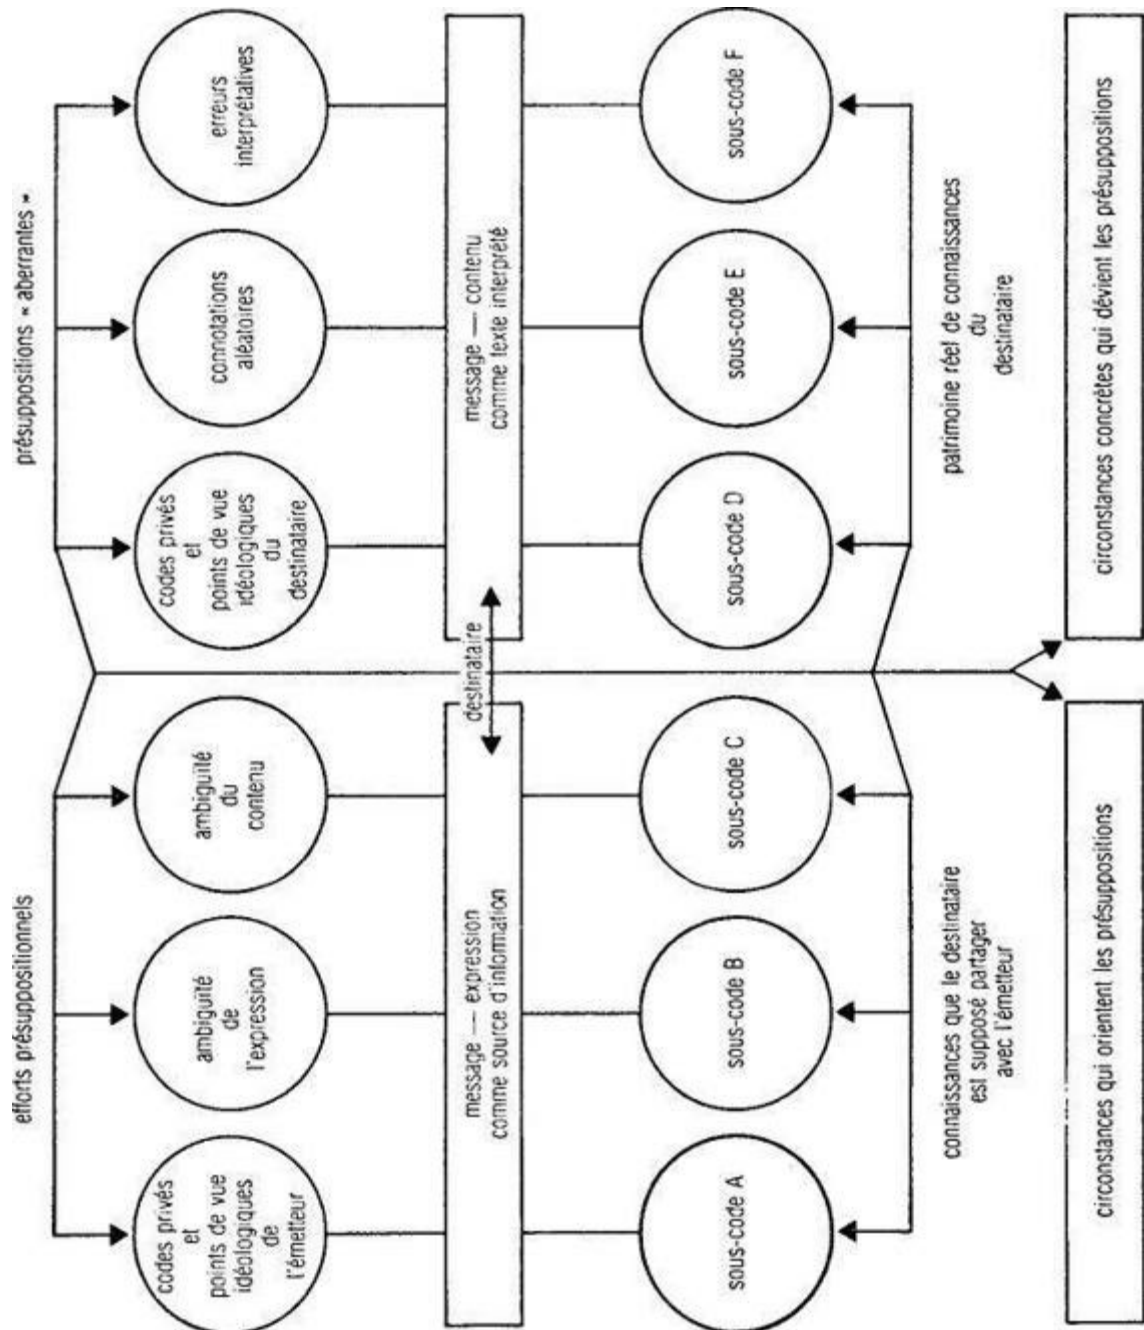 efforts présuppositionnels
présuppositions « aberrantes »
codes privés
et
points de vue
idéologiques
de
l'émetteur
ambiguïté
de
l'expression
ambiguïté
du
contenu
codes privés
et
points de vue
idéologiques
du
destinataire
connotations
aléatoires
erreurs
interprétatives
message — expression
comme source d'information
destinataire
message — contenu
comme texte interprété
sous-code A
sous-code B
sous-code C
sous-code D
sous-code E
sous-code F
connaissances que le destinataire
est supposé partager
avec l'émetteur
patrimoine réel de connaissances
du
destinataire
circonstances qui orientent les présuppositions
circonstances concrètes qui dévient les présuppositions